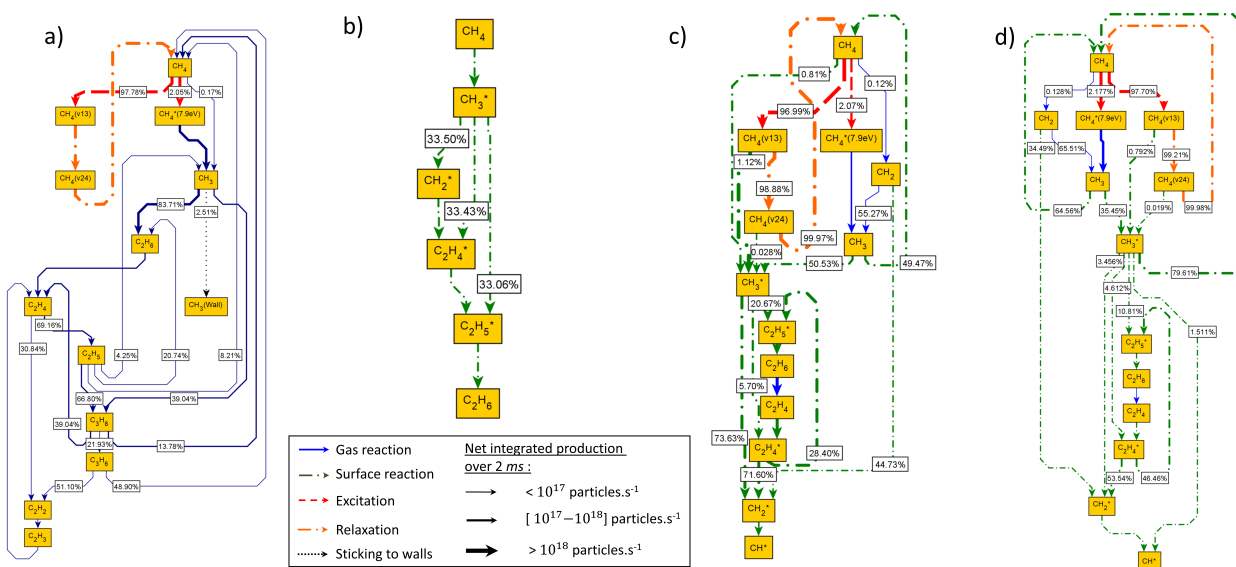 a)
CH4
97.78%
2.05%
0.17%
CH4(v13)
CH4*(7.9eV)
CH4(v24)
CH3
83.71%
2.51%
C2H6
C2H4
CH3(Wall)
69.16%
30.84%
C2H5
4.25%
20.74%
8.21%
66.80%
39.04%
C3H8
39.04%
21.93%
13.78%
C3H6
51.10%
48.90%
C2H2
C2H3
b)
CH4
CH3*
33.50%
CH2*
33.43%
C2H4*
33.06%
C2H5*
C2H6
Gas reaction
Surface reaction
Excitation
Relaxation
Sticking to walls
Net integrated production
over 2 ms :
< 10^17 particles.s^-1
[ 10^17−10^18] particles.s^-1
> 10^18 particles.s^-1
c)
CH4
0.81%
0.12%
96.99%
2.07%
CH4(v13)
CH4*(7.9eV)
1.12%
CH2
98.88%
55.27%
CH4(v24)
99.97%
CH3
0.028%
50.53%
49.47%
CH3*
20.67%
C2H5*
C2H6
5.70%
C2H4
73.63%
C2H4*
28.40%
44.73%
71.60%
CH2*
CH*
d)
CH4
0.128%
2.177%
97.70%
CH2
CH4*(7.9eV)
CH4(v13)
34.49%
65.51%
0.792%
99.21%
CH3
CH4(v24)
64.56%
35.45%
0.019%
99.98%
CH3*
3.456%
79.61%
4.612%
10.81%
1.511%
C2H5*
C2H6
C2H4
C2H4*
53.54%
46.46%
CH2*
CH*